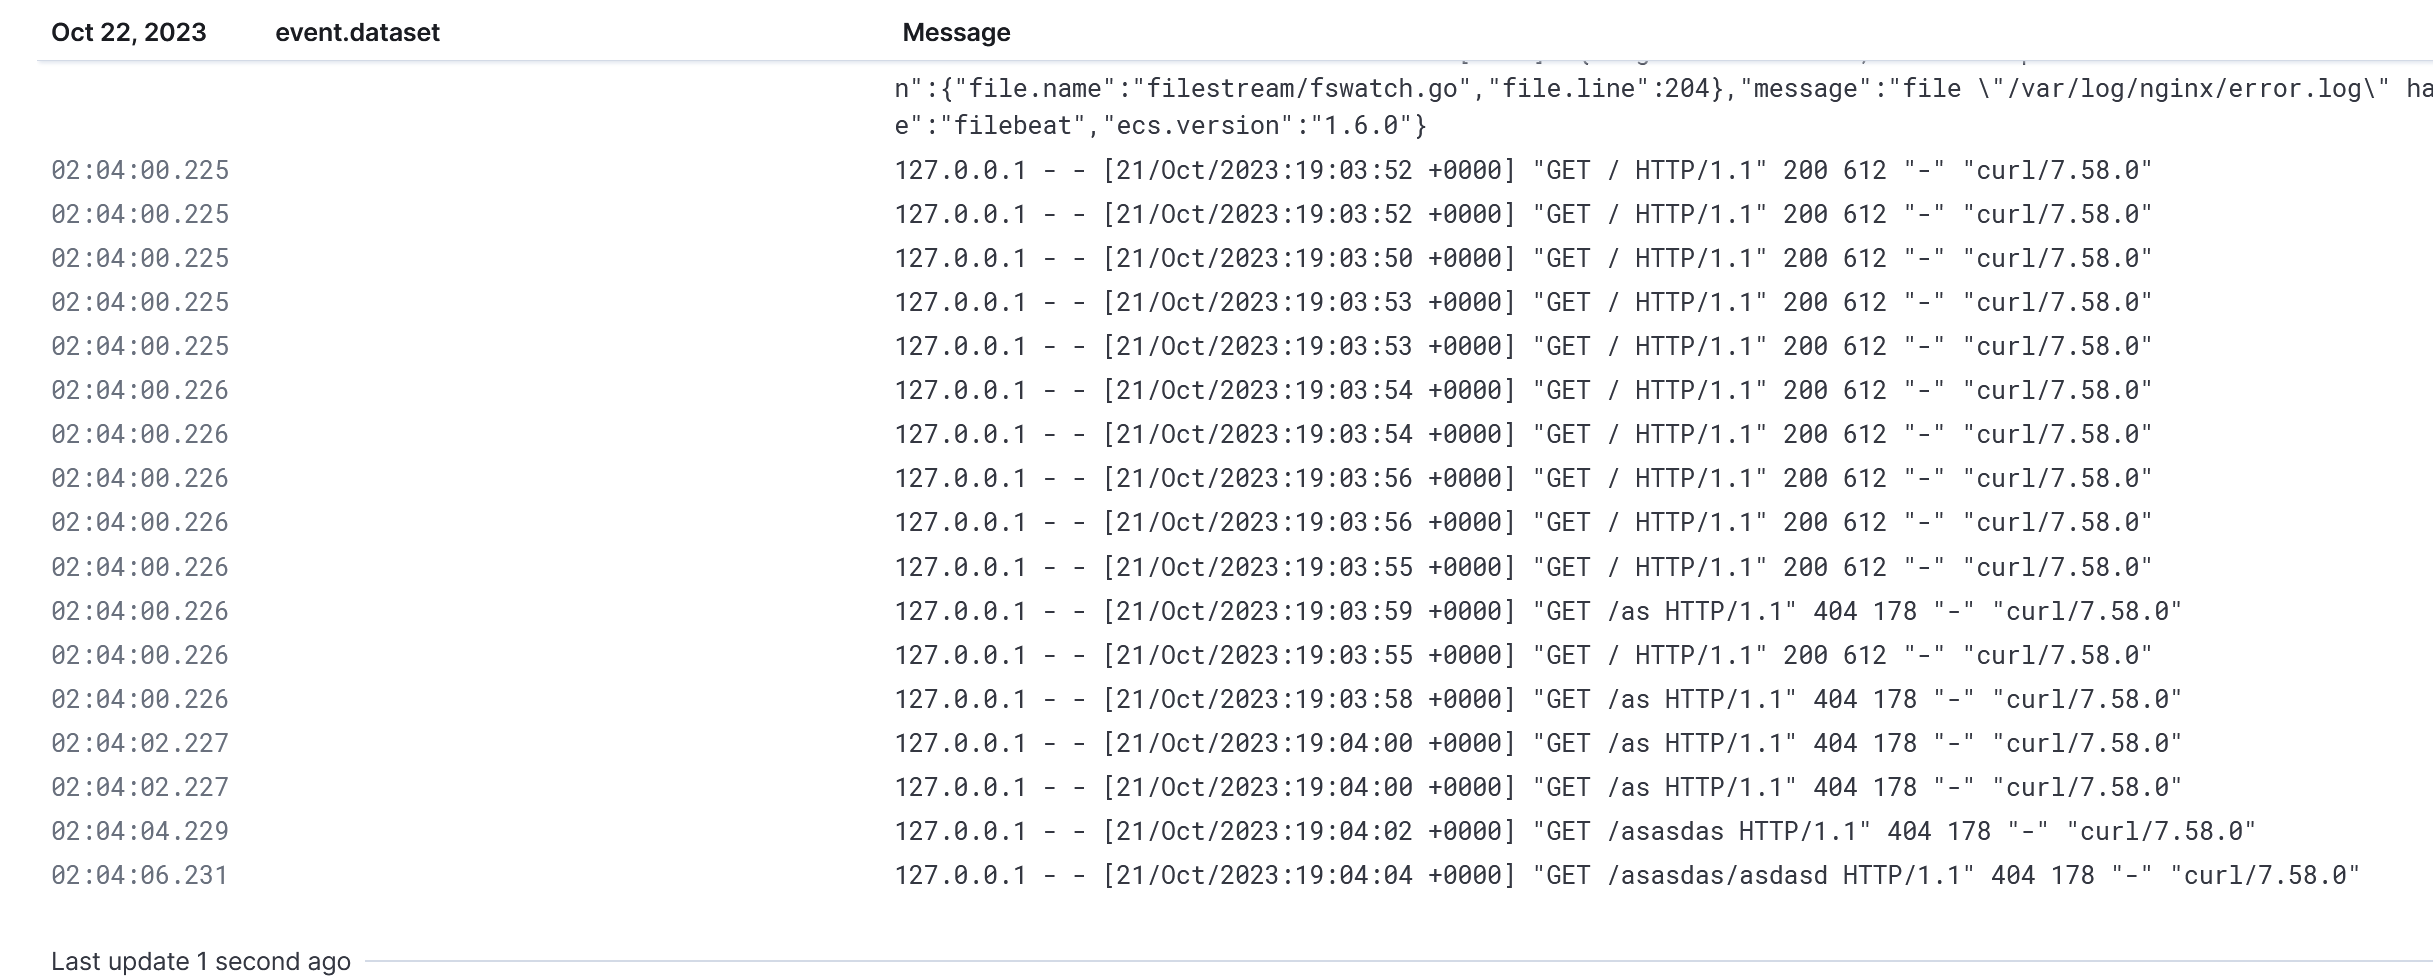 Oct 22, 2023 event.dataset Message
n":{"file.name":"filestream/fswatch.go","file.line":204},"message":"file \"/var/log/nginx/error.log\" ha
e":"filebeat","ecs.version":"1.6.0"}
02:04:00.225 127.0.0.1 - - [21/Oct/2023:19:03:52 +0000] "GET / HTTP/1.1" 200 612 "-" "curl/7.58.0"
02:04:00.225 127.0.0.1 - - [21/Oct/2023:19:03:52 +0000] "GET / HTTP/1.1" 200 612 "-" "curl/7.58.0"
02:04:00.225 127.0.0.1 - - [21/Oct/2023:19:03:50 +0000] "GET / HTTP/1.1" 200 612 "-" "curl/7.58.0"
02:04:00.225 127.0.0.1 - - [21/Oct/2023:19:03:53 +0000] "GET / HTTP/1.1" 200 612 "-" "curl/7.58.0"
02:04:00.225 127.0.0.1 - - [21/Oct/2023:19:03:53 +0000] "GET / HTTP/1.1" 200 612 "-" "curl/7.58.0"
02:04:00.226 127.0.0.1 - - [21/Oct/2023:19:03:54 +0000] "GET / HTTP/1.1" 200 612 "-" "curl/7.58.0"
02:04:00.226 127.0.0.1 - - [21/Oct/2023:19:03:54 +0000] "GET / HTTP/1.1" 200 612 "-" "curl/7.58.0"
02:04:00.226 127.0.0.1 - - [21/Oct/2023:19:03:56 +0000] "GET / HTTP/1.1" 200 612 "-" "curl/7.58.0"
02:04:00.226 127.0.0.1 - - [21/Oct/2023:19:03:56 +0000] "GET / HTTP/1.1" 200 612 "-" "curl/7.58.0"
02:04:00.226 127.0.0.1 - - [21/Oct/2023:19:03:55 +0000] "GET / HTTP/1.1" 200 612 "-" "curl/7.58.0"
02:04:00.226 127.0.0.1 - - [21/Oct/2023:19:03:59 +0000] "GET /as HTTP/1.1" 404 178 "-" "curl/7.58.0"
02:04:00.226 127.0.0.1 - - [21/Oct/2023:19:03:55 +0000] "GET / HTTP/1.1" 200 612 "-" "curl/7.58.0"
02:04:00.226 127.0.0.1 - - [21/Oct/2023:19:03:58 +0000] "GET /as HTTP/1.1" 404 178 "-" "curl/7.58.0"
02:04:02.227 127.0.0.1 - - [21/Oct/2023:19:04:00 +0000] "GET /as HTTP/1.1" 404 178 "-" "curl/7.58.0"
02:04:02.227 127.0.0.1 - - [21/Oct/2023:19:04:00 +0000] "GET /as HTTP/1.1" 404 178 "-" "curl/7.58.0"
02:04:04.229 127.0.0.1 - - [21/Oct/2023:19:04:02 +0000] "GET /asasdas HTTP/1.1" 404 178 "-" "curl/7.58.0"
02:04:06.231 127.0.0.1 - - [21/Oct/2023:19:04:04 +0000] "GET /asasdas/asdasd HTTP/1.1" 404 178 "-" "curl/7.58.0"
Last update 1 second ago